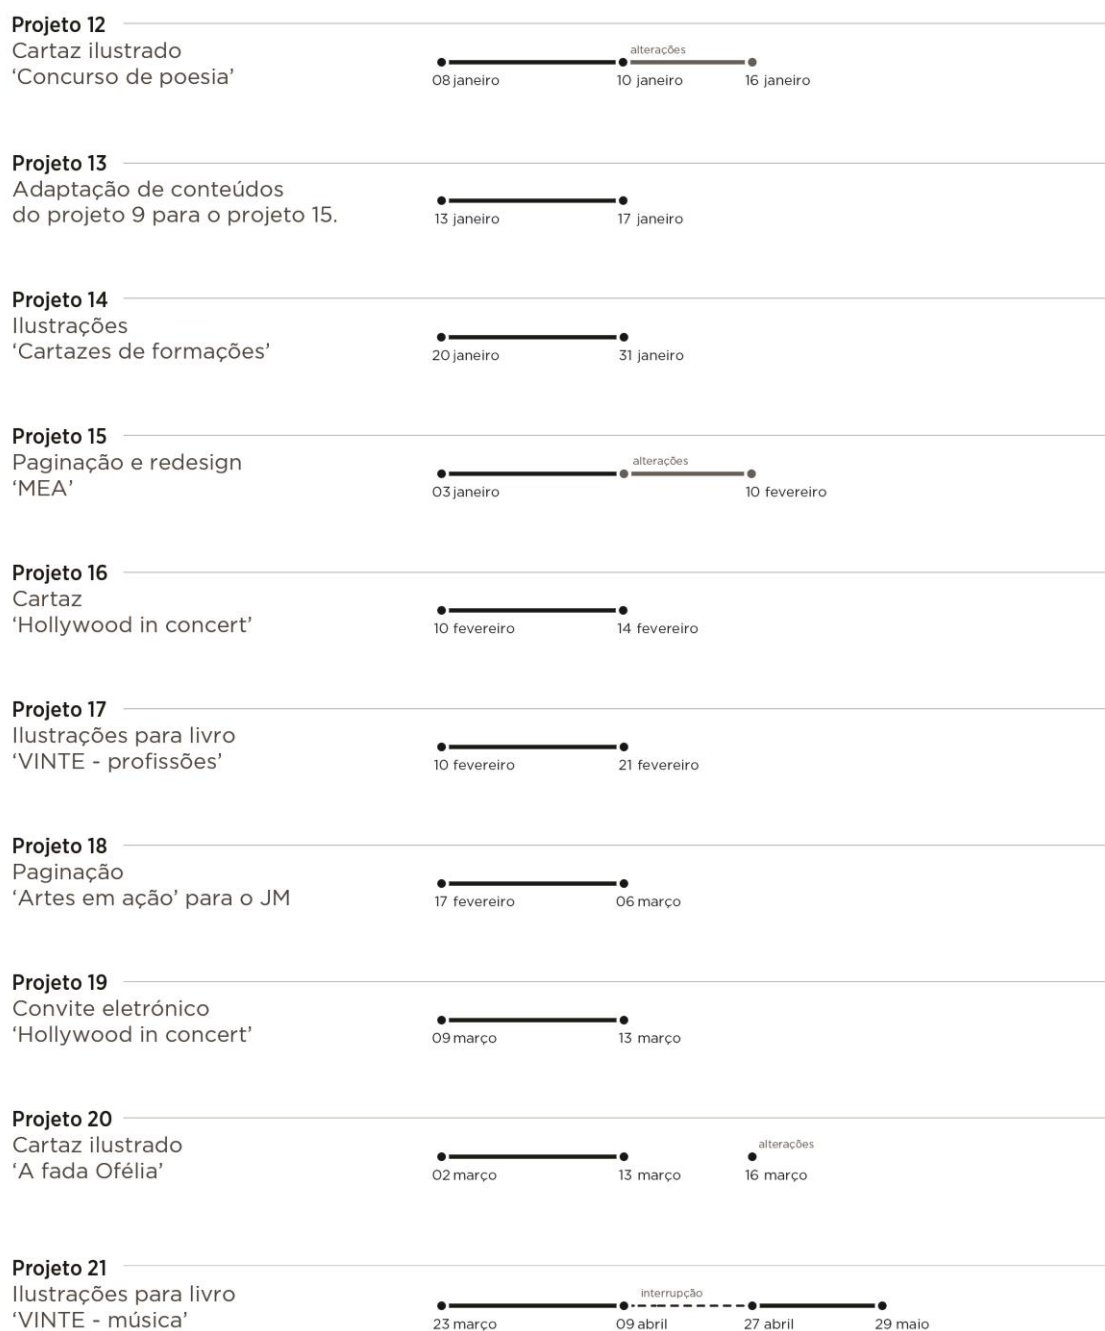 Projeto 12
Cartaz ilustrado
‘Concurso de poesia’
alterações
08 janeiro 10 janeiro 16 janeiro
Projeto 13
Adaptação de conteúdos
do projeto 9 para o projeto 15.
13 janeiro 17 janeiro
Projeto 14
Ilustrações
‘Cartazes de formações’
20 janeiro 31 janeiro
Projeto 15
Paginação e redesign
‘MEA’
alterações
03 janeiro 10 fevereiro
Projeto 16
Cartaz
‘Hollywood in concert’
10 fevereiro 14 fevereiro
Projeto 17
Ilustrações para livro
‘VINTE - profissões’
10 fevereiro 21 fevereiro
Projeto 18
Paginação
‘Artes em ação’ para o JM
17 fevereiro 06 março
Projeto 19
Convite eletrónico
‘Hollywood in concert’
09 março 13 março
Projeto 20
Cartaz ilustrado
‘A fada Ofélia’
alterações
02 março 13 março 16 março
Projeto 21
Ilustrações para livro
‘VINTE - música’
interrupção
23 março 09 abril 27 abril 29 maio